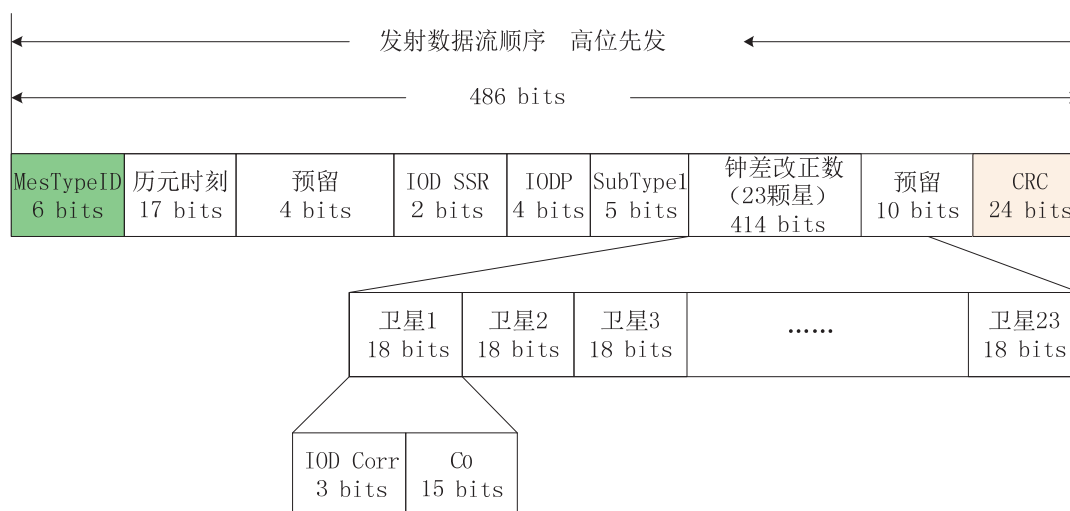 发射数据流顺序 高位先发
486 bits
MesTypeID
6 bits
历元时刻
17 bits
预留
4 bits
IOD SSR
2 bits
IODP
4 bits
SubType1
5 bits
钟差改正数
（23颗星）
414 bits
预留
10 bits
CRC
24 bits
卫星1
18 bits
卫星2
18 bits
卫星3
18 bits
……
卫星23
18 bits
IOD Corr
3 bits
C0
15 bits